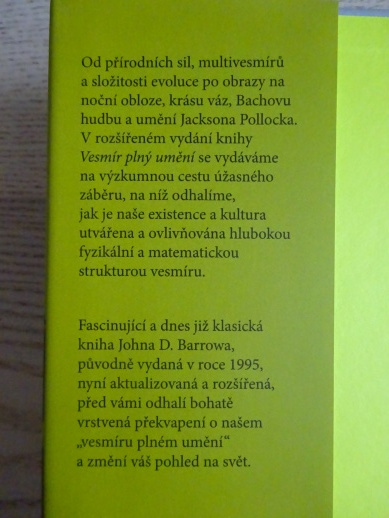 Od přírodních sil, multivesmírů
a složitosti evoluce po obrazy na
noční obloze, krásu váz, Bachovu
hudbu a umění Jacksona Pollocka.
V rozšířeném vydání knihy
Vesmír plný umění se vydáváme
na výzkumnou cestu úžasného
záběru, na níž odhalíme,
jak je naše existence a kultura
utvářena a ovlivňována hlubokou
fyzikální a matematickou
strukturou vesmíru.
Fascinující a dnes již klasická
kniha Johna D. Barrowa,
původně vydaná v roce 1995,
nyní aktualizovaná a rozšířená,
před vámi odhalí bohatě
vrstvená překvapení o našem
„vesmíru plném umění“
a změní váš pohled na svět.